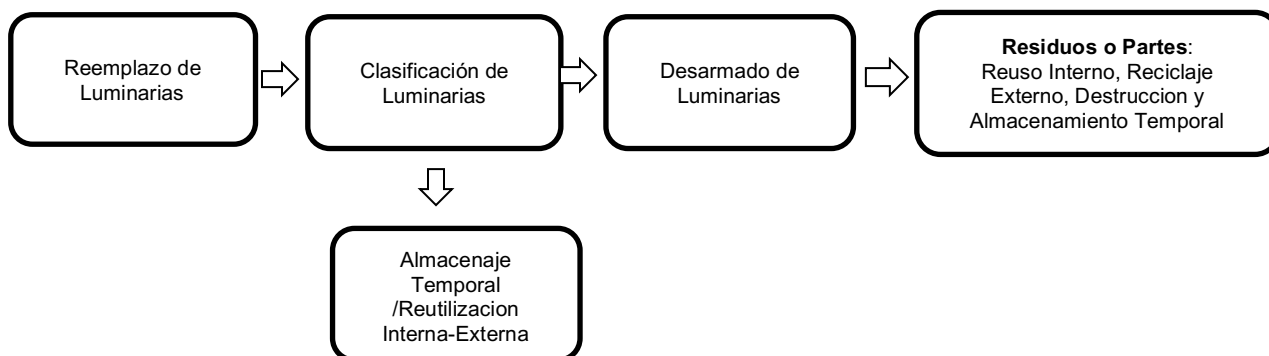 Reemplazo de
Luminarias
Clasificación de
Luminarias
Desarmado de
Luminarias
Residuos o Partes:
Reuso Interno, Reciclaje
Externo, Destruccion y
Almacenamiento Temporal
Almacenaje
Temporal
/Reutilizacion
Interna-Externa